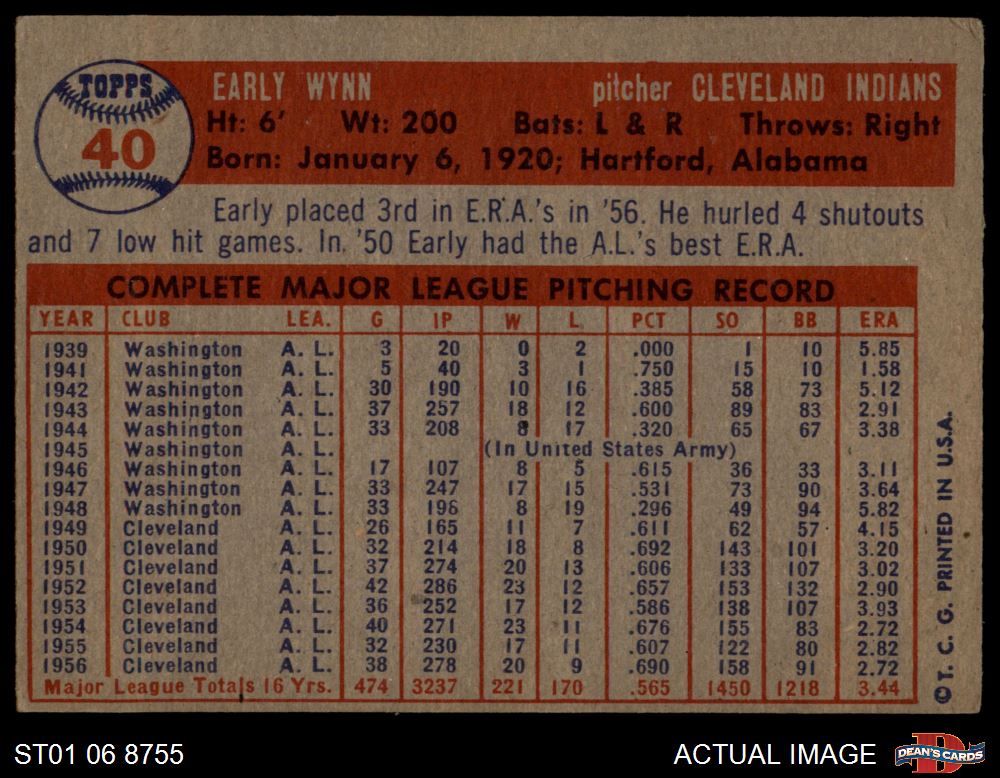 TOPPS
40
EARLY WYNN pitcher CLEVELAND INDIANS
Ht: 6' Wt: 200 Bats: L & R Throws: Right
Born: January 6, 1920; Hartford, Alabama
Early placed 3rd in E.R.A.'s in '56. He hurled 4 shutouts
and 7 low hit games. In '50 Early had the A.L.'s best E.R.A.
COMPLETE MAJOR LEAGUE PITCHING RECORD
YEAR CLUB LEA. G IP W L PCT SO BB ERA
1939 Washington A. L. 3 20 0 2 .000 1 10 5.85
1941 Washington A. L. 5 40 3 1 .750 15 10 1.58
1942 Washington A. L. 30 190 10 16 .385 58 73 5.12
1943 Washington A. L. 37 257 18 12 .600 89 83 2.91
1944 Washington A. L. 33 208 8 17 .320 65 67 3.38
1945 Washington A. L. (In United States Army)
1946 Washington A. L. 17 107 8 5 .615 36 33 3.11
1947 Washington A. L. 33 247 17 15 .531 73 90 3.64
1948 Washington A. L. 33 198 8 19 .296 49 94 5.82
1949 Cleveland A. L. 26 165 11 7 .611 62 57 4.15
1950 Cleveland A. L. 32 214 18 8 .692 143 101 3.20
1951 Cleveland A. L. 37 274 20 13 .606 133 107 3.02
1952 Cleveland A. L. 42 286 23 12 .657 153 132 2.90
1953 Cleveland A. L. 36 252 17 12 .586 138 107 3.93
1954 Cleveland A. L. 40 271 23 11 .676 155 83 2.72
1955 Cleveland A. L. 32 230 17 11 .607 122 80 2.82
1956 Cleveland A. L. 38 278 20 9 .690 158 91 2.72
Major League Totals 16 Yrs. 474 3237 221 170 .565 1450 1218 3.44
© T. C. G. PRINTED IN U.S.A.
ST01 06 8755
ACTUAL IMAGE
DEAN'S CARDS